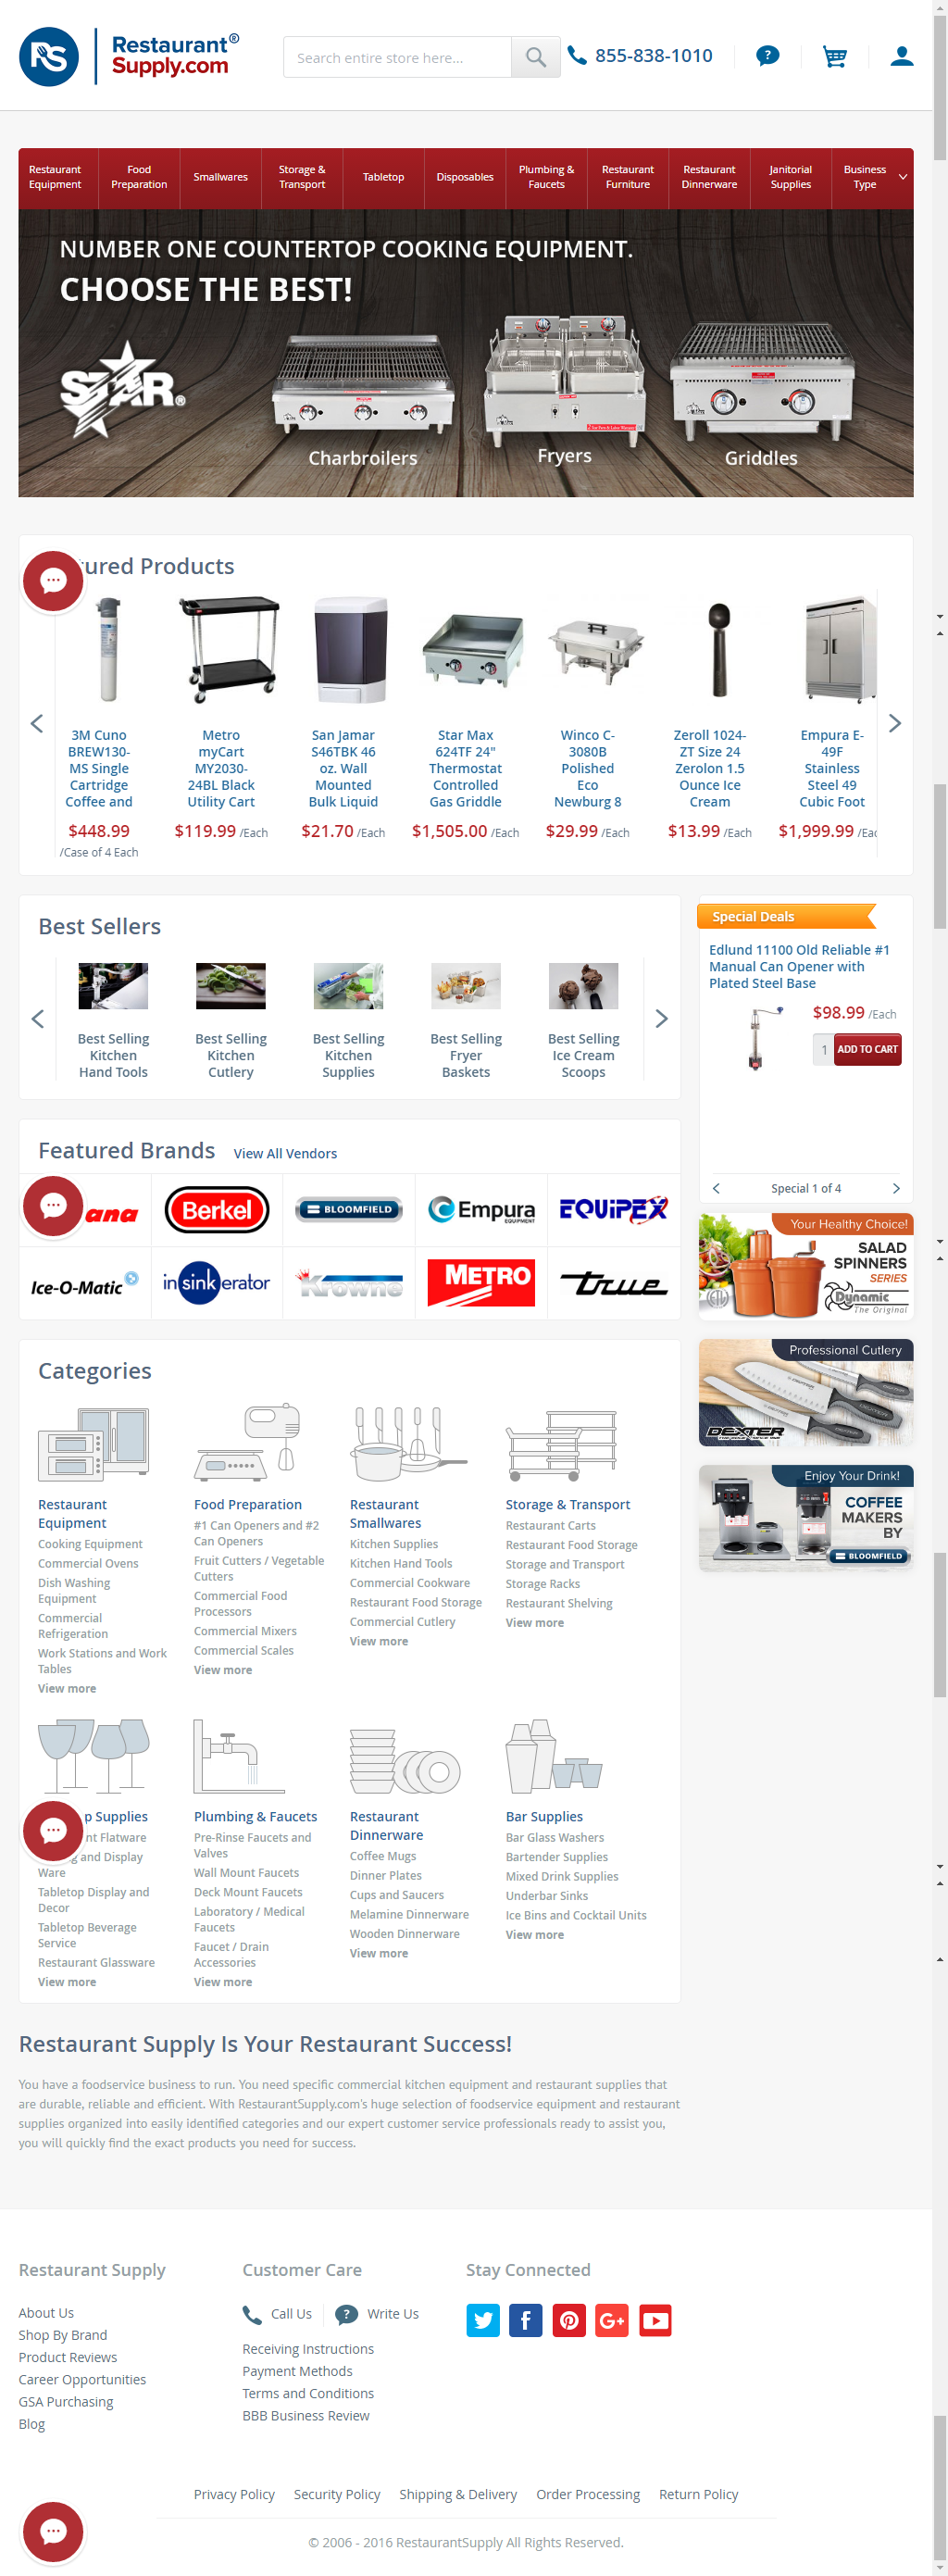 RS Restaurant®
Supply.com
Search entire store here...
855-838-1010
?
Restaurant Equipment
Food Preparation
Smallwares
Storage & Transport
Tabletop
Disposables
Plumbing & Faucets
Restaurant Furniture
Restaurant Dinnerware
Janitorial Supplies
Business Type
NUMBER ONE COUNTERTOP COOKING EQUIPMENT.
CHOOSE THE BEST!
STAR®
Charbroilers
Fryers
Griddles
ured Products
3M Cuno
BREW130-
MS Single
Cartridge
Coffee and
$448.99
/Case of 4 Each
Metro
myCart
MY2030-
24BL Black
Utility Cart
$119.99 /Each
San Jamar
S46TBK 46
oz. Wall
Mounted
Bulk Liquid
$21.70 /Each
Star Max
624TF 24"
Thermostat
Controlled
Gas Griddle
$1,505.00 /Each
Winco C-
3080B
Polished
Eco
Newburg 8
$29.99 /Each
Zeroll 1024-
ZT Size 24
Zerolon 1.5
Ounce Ice
Cream
$13.99 /Each
Empura E-
49F
Stainless
Steel 49
Cubic Foot
$1,999.99 /Eac
Best Sellers
Best Selling
Kitchen
Hand Tools
Best Selling
Kitchen
Cutlery
Best Selling
Kitchen
Supplies
Best Selling
Fryer
Baskets
Best Selling
Ice Cream
Scoops
Special Deals
Edlund 11100 Old Reliable #1
Manual Can Opener with
Plated Steel Base
$98.99 /Each
1 ADD TO CART
Special 1 of 4
Featured Brands View All Vendors
ana
Berkel
BLOOMFIELD
Empura
EQUIPMENT
EQUIPEX
Ice-O-Matic
insinkerator
Krowne
METRO
True
Your Healthy Choice!
SALAD
SPINNERS
SERIES
Dynamic
The Original
Professional Cutlery
DEXTER
Enjoy Your Drink!
COFFEE
MAKERS
BY
BLOOMFIELD
Categories
Restaurant
Equipment
Cooking Equipment
Commercial Ovens
Dish Washing
Equipment
Commercial
Refrigeration
Work Stations and Work
Tables
View more
Food Preparation
#1 Can Openers and #2
Can Openers
Fruit Cutters / Vegetable
Cutters
Commercial Food
Processors
Commercial Mixers
Commercial Scales
View more
Restaurant
Smallwares
Kitchen Supplies
Kitchen Hand Tools
Commercial Cookware
Restaurant Food Storage
Commercial Cutlery
View more
Storage & Transport
Restaurant Carts
Restaurant Food Storage
Storage and Transport
Storage Racks
Restaurant Shelving
View more
p Supplies
nt Flatware
g and Display
Ware
Tabletop Display and
Decor
Tabletop Beverage
Service
Restaurant Glassware
View more
Plumbing & Faucets
Pre-Rinse Faucets and
Valves
Wall Mount Faucets
Deck Mount Faucets
Laboratory / Medical
Faucets
Faucet / Drain
Accessories
View more
Restaurant
Dinnerware
Coffee Mugs
Dinner Plates
Cups and Saucers
Melamine Dinnerware
Wooden Dinnerware
View more
Bar Supplies
Bar Glass Washers
Bartender Supplies
Mixed Drink Supplies
Underbar Sinks
Ice Bins and Cocktail Units
View more
Restaurant Supply Is Your Restaurant Success!
You have a foodservice business to run. You need specific commercial kitchen equipment and restaurant supplies that
are durable, reliable and efficient. With RestaurantSupply.com's huge selection of foodservice equipment and restaurant
supplies organized into easily identified categories and our expert customer service professionals ready to assist you,
you will quickly find the exact products you need for success.
Restaurant Supply
About Us
Shop By Brand
Product Reviews
Career Opportunities
GSA Purchasing
Blog
Customer Care
Call Us ? Write Us
Receiving Instructions
Payment Methods
Terms and Conditions
BBB Business Review
Stay Connected
f G+
Privacy Policy Security Policy Shipping & Delivery Order Processing Return Policy
© 2006 - 2016 RestaurantSupply All Rights Reserved.